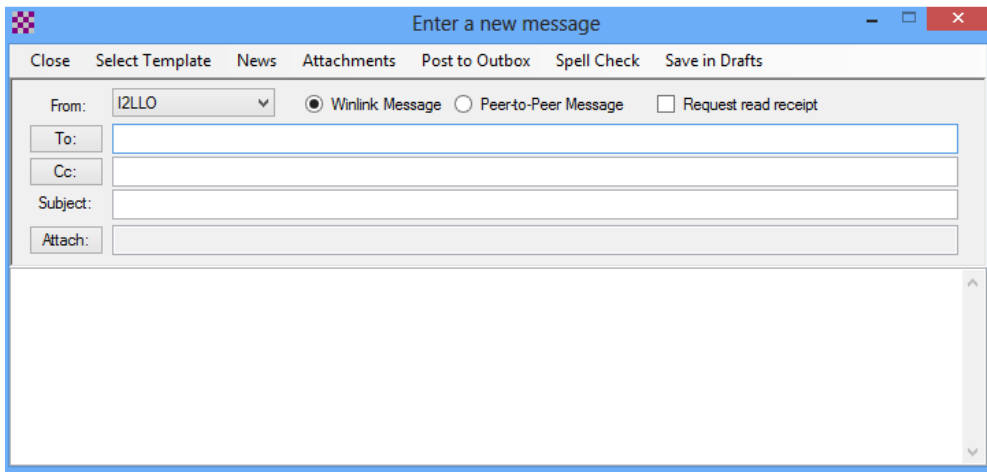 Enter a new message
Close Select Template News Attachments Post to Outbox Spell Check Save in Drafts
From: I2LLO Winlink Message Peer-to-Peer Message Request read receipt
To:
Cc:
Subject:
Attach: